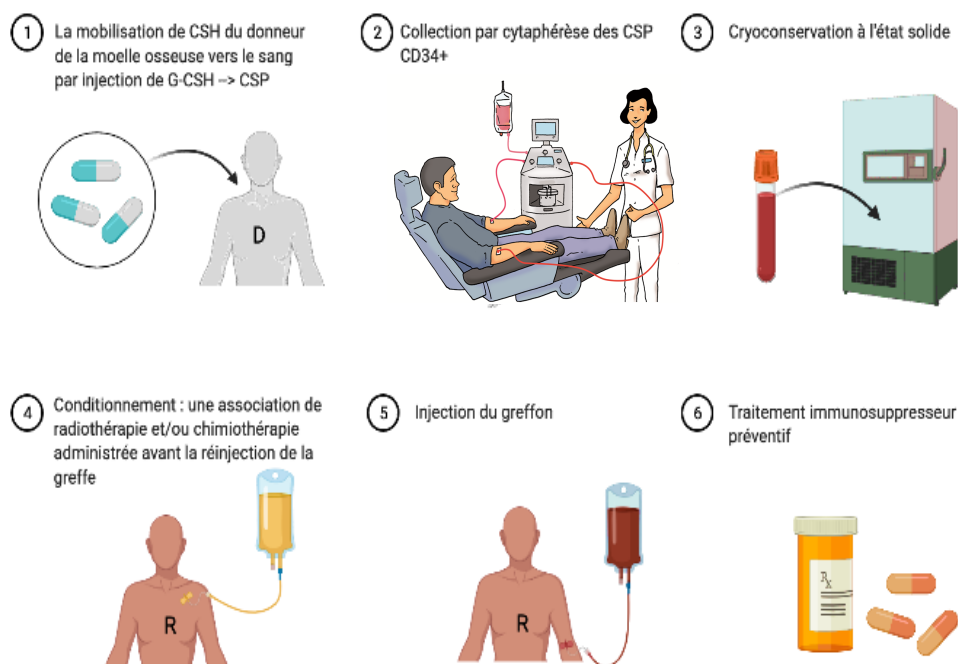 1
La mobilisation de CSH du donneur
de la moelle osseuse vers le sang
par injection de G-CSH --> CSP
D
2
Collection par cytaphérèse des CSP
CD34+
3
Cryoconservation à l'état solide
4
Conditionnement : une association de
radiothérapie et/ou chimiothérapie
administrée avant la réinjection de la
greffe
R
5
Injection du greffon
R
6
Traitement immunosuppresseur
préventif
Rx